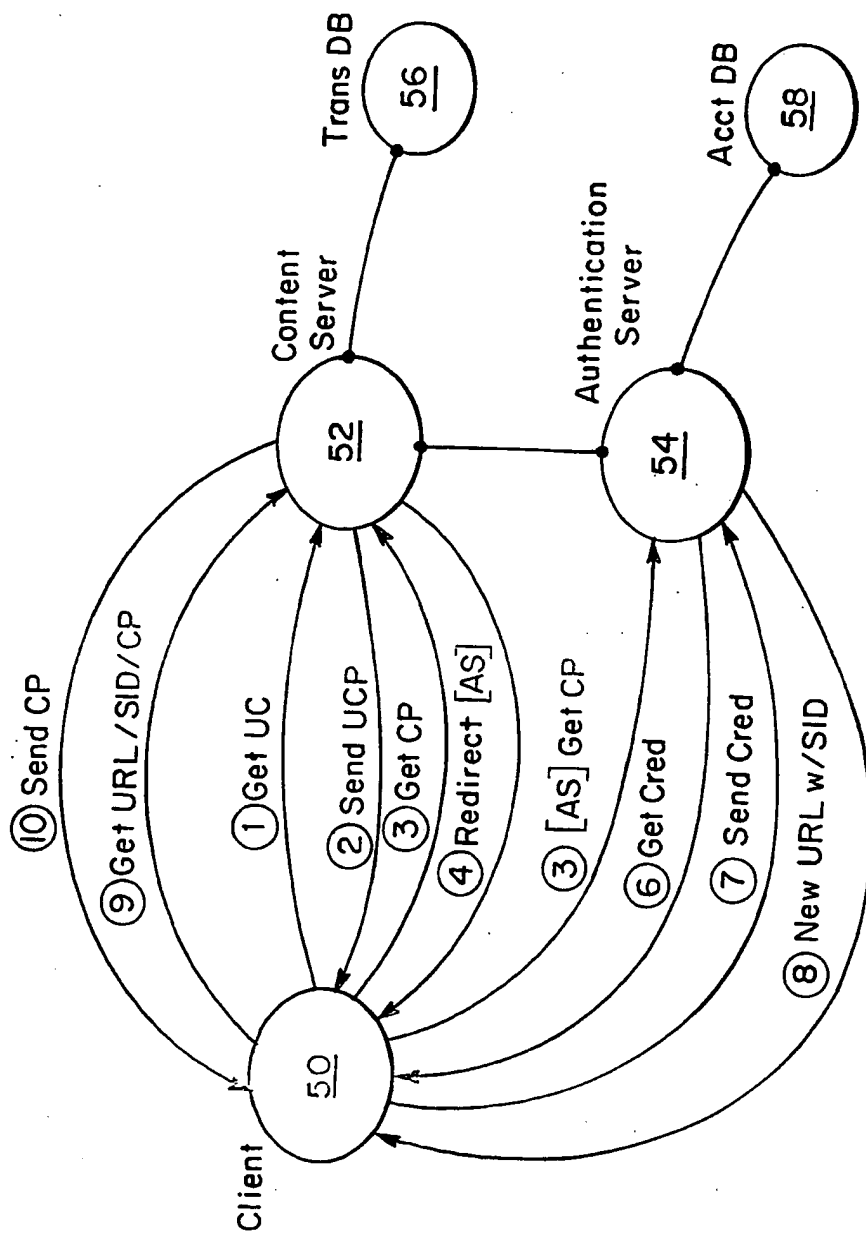 Client
50
⑩ Send CP
⑨ Get URL/SID/CP
① Get UC
② Send UCP
③ Get CP
④ Redirect [AS]
③ [AS] Get CP
⑥ Get Cred
⑦ Send Cred
⑧ New URL w/SID
Content
Server
52
Authentication
Server
54
Trans DB
56
Acct DB
58